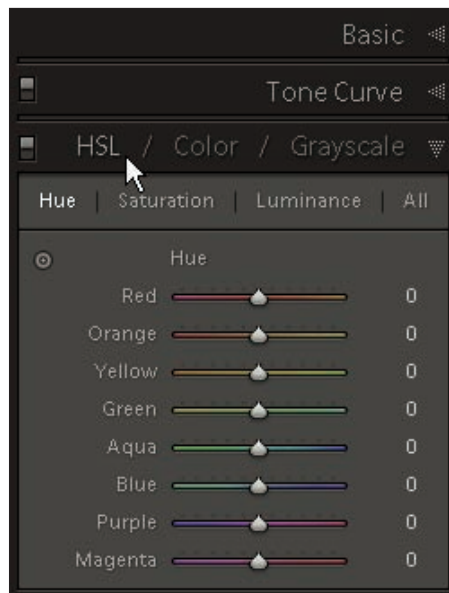 Basic
Tone Curve
HSL / Color / Grayscale
Hue | Saturation | Luminance | All
Hue
Red 0
Orange 0
Yellow 0
Green 0
Aqua 0
Blue 0
Purple 0
Magenta 0